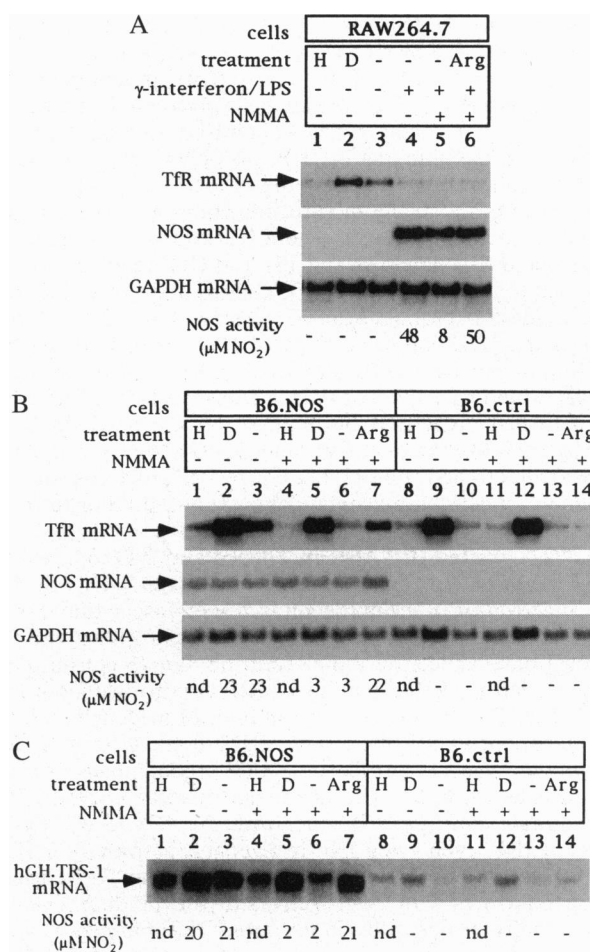 A
cells RAW264.7
treatment H D - - - Arg
γ-interferon/LPS - - - + + +
NMMA - - - - + +
1 2 3 4 5 6
TfR mRNA
NOS mRNA
GAPDH mRNA
NOS activity
(μM NO₂⁻) - - - 48 8 50
B
cells B6.NOS B6.ctrl
treatment H D - H D - Arg H D - H D - Arg
NMMA - - - + + + + - - - + + + +
1 2 3 4 5 6 7 8 9 10 11 12 13 14
TfR mRNA
NOS mRNA
GAPDH mRNA
NOS activity
(μM NO₂⁻) nd 23 23 nd 3 3 22 nd - - nd - - -
C
cells B6.NOS B6.ctrl
treatment H D - H D - Arg H D - H D - Arg
NMMA - - - + + + + - - - + + + +
1 2 3 4 5 6 7 8 9 10 11 12 13 14
hGH.TRS-1
mRNA
NOS activity
(μM NO₂⁻) nd 20 21 nd 2 2 21 nd - - nd - - -